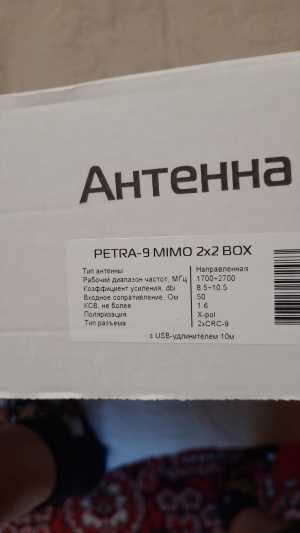 Антенна
PETRA-9 MIMO 2x2 BOX
Тип антенны Направленная
Рабочий диапазон частот, МГц 1700-2700
Коэффициент усиления, dbi 8.5-10.5
Входное сопративление, Ом 50
КСВ, не более 1.6
Поляризация X-pol
Тип разъема 2xCRC-9
с USB-удлинителем 10м